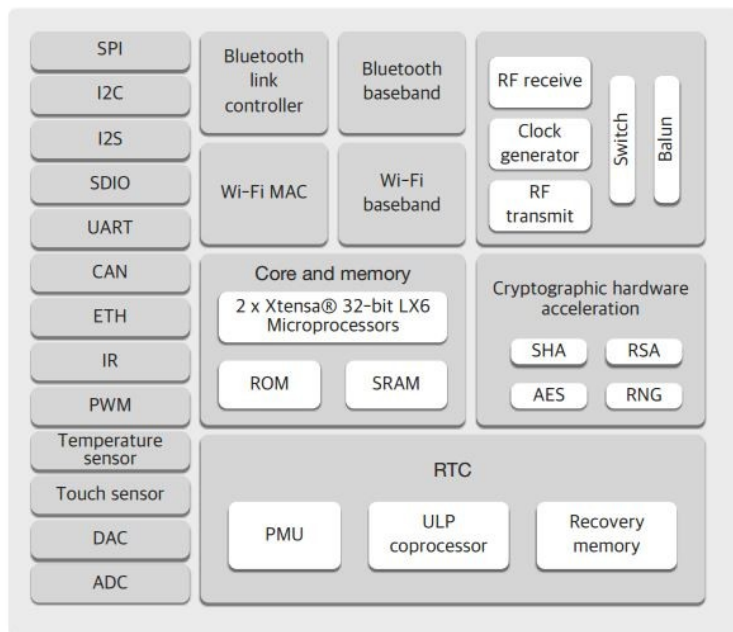 SPI
I2C
I2S
SDIO
UART
CAN
ETH
IR
PWM
Temperature
sensor
Touch sensor
DAC
ADC
Bluetooth
link
controller
Bluetooth
baseband
Wi-Fi MAC
Wi-Fi
baseband
RF receive
Clock
generator
RF
transmit
Switch
Balun
Core and memory
2 x Xtensa® 32-bit LX6
Microprocessors
ROM
SRAM
Cryptographic hardware
acceleration
SHA
RSA
AES
RNG
RTC
PMU
ULP
coprocessor
Recovery
memory